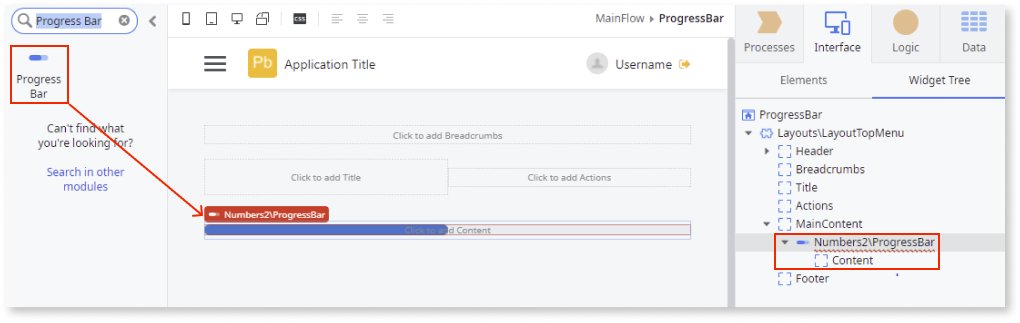 Progress Bar
Progress
Bar
Can't find what
you're looking for?
Search in other
modules
CSS
MainFlow ▸ ProgressBar
Pb
Application Title
Username
Click to add Breadcrumbs
Click to add Title
Click to add Actions
Numbers2\ProgressBar
Click to add Content
Processes
Interface
Logic
Data
Elements
Widget Tree
ProgressBar
Layouts\LayoutTopMenu
Header
Breadcrumbs
Title
Actions
MainContent
Numbers2\ProgressBar
Content
Footer